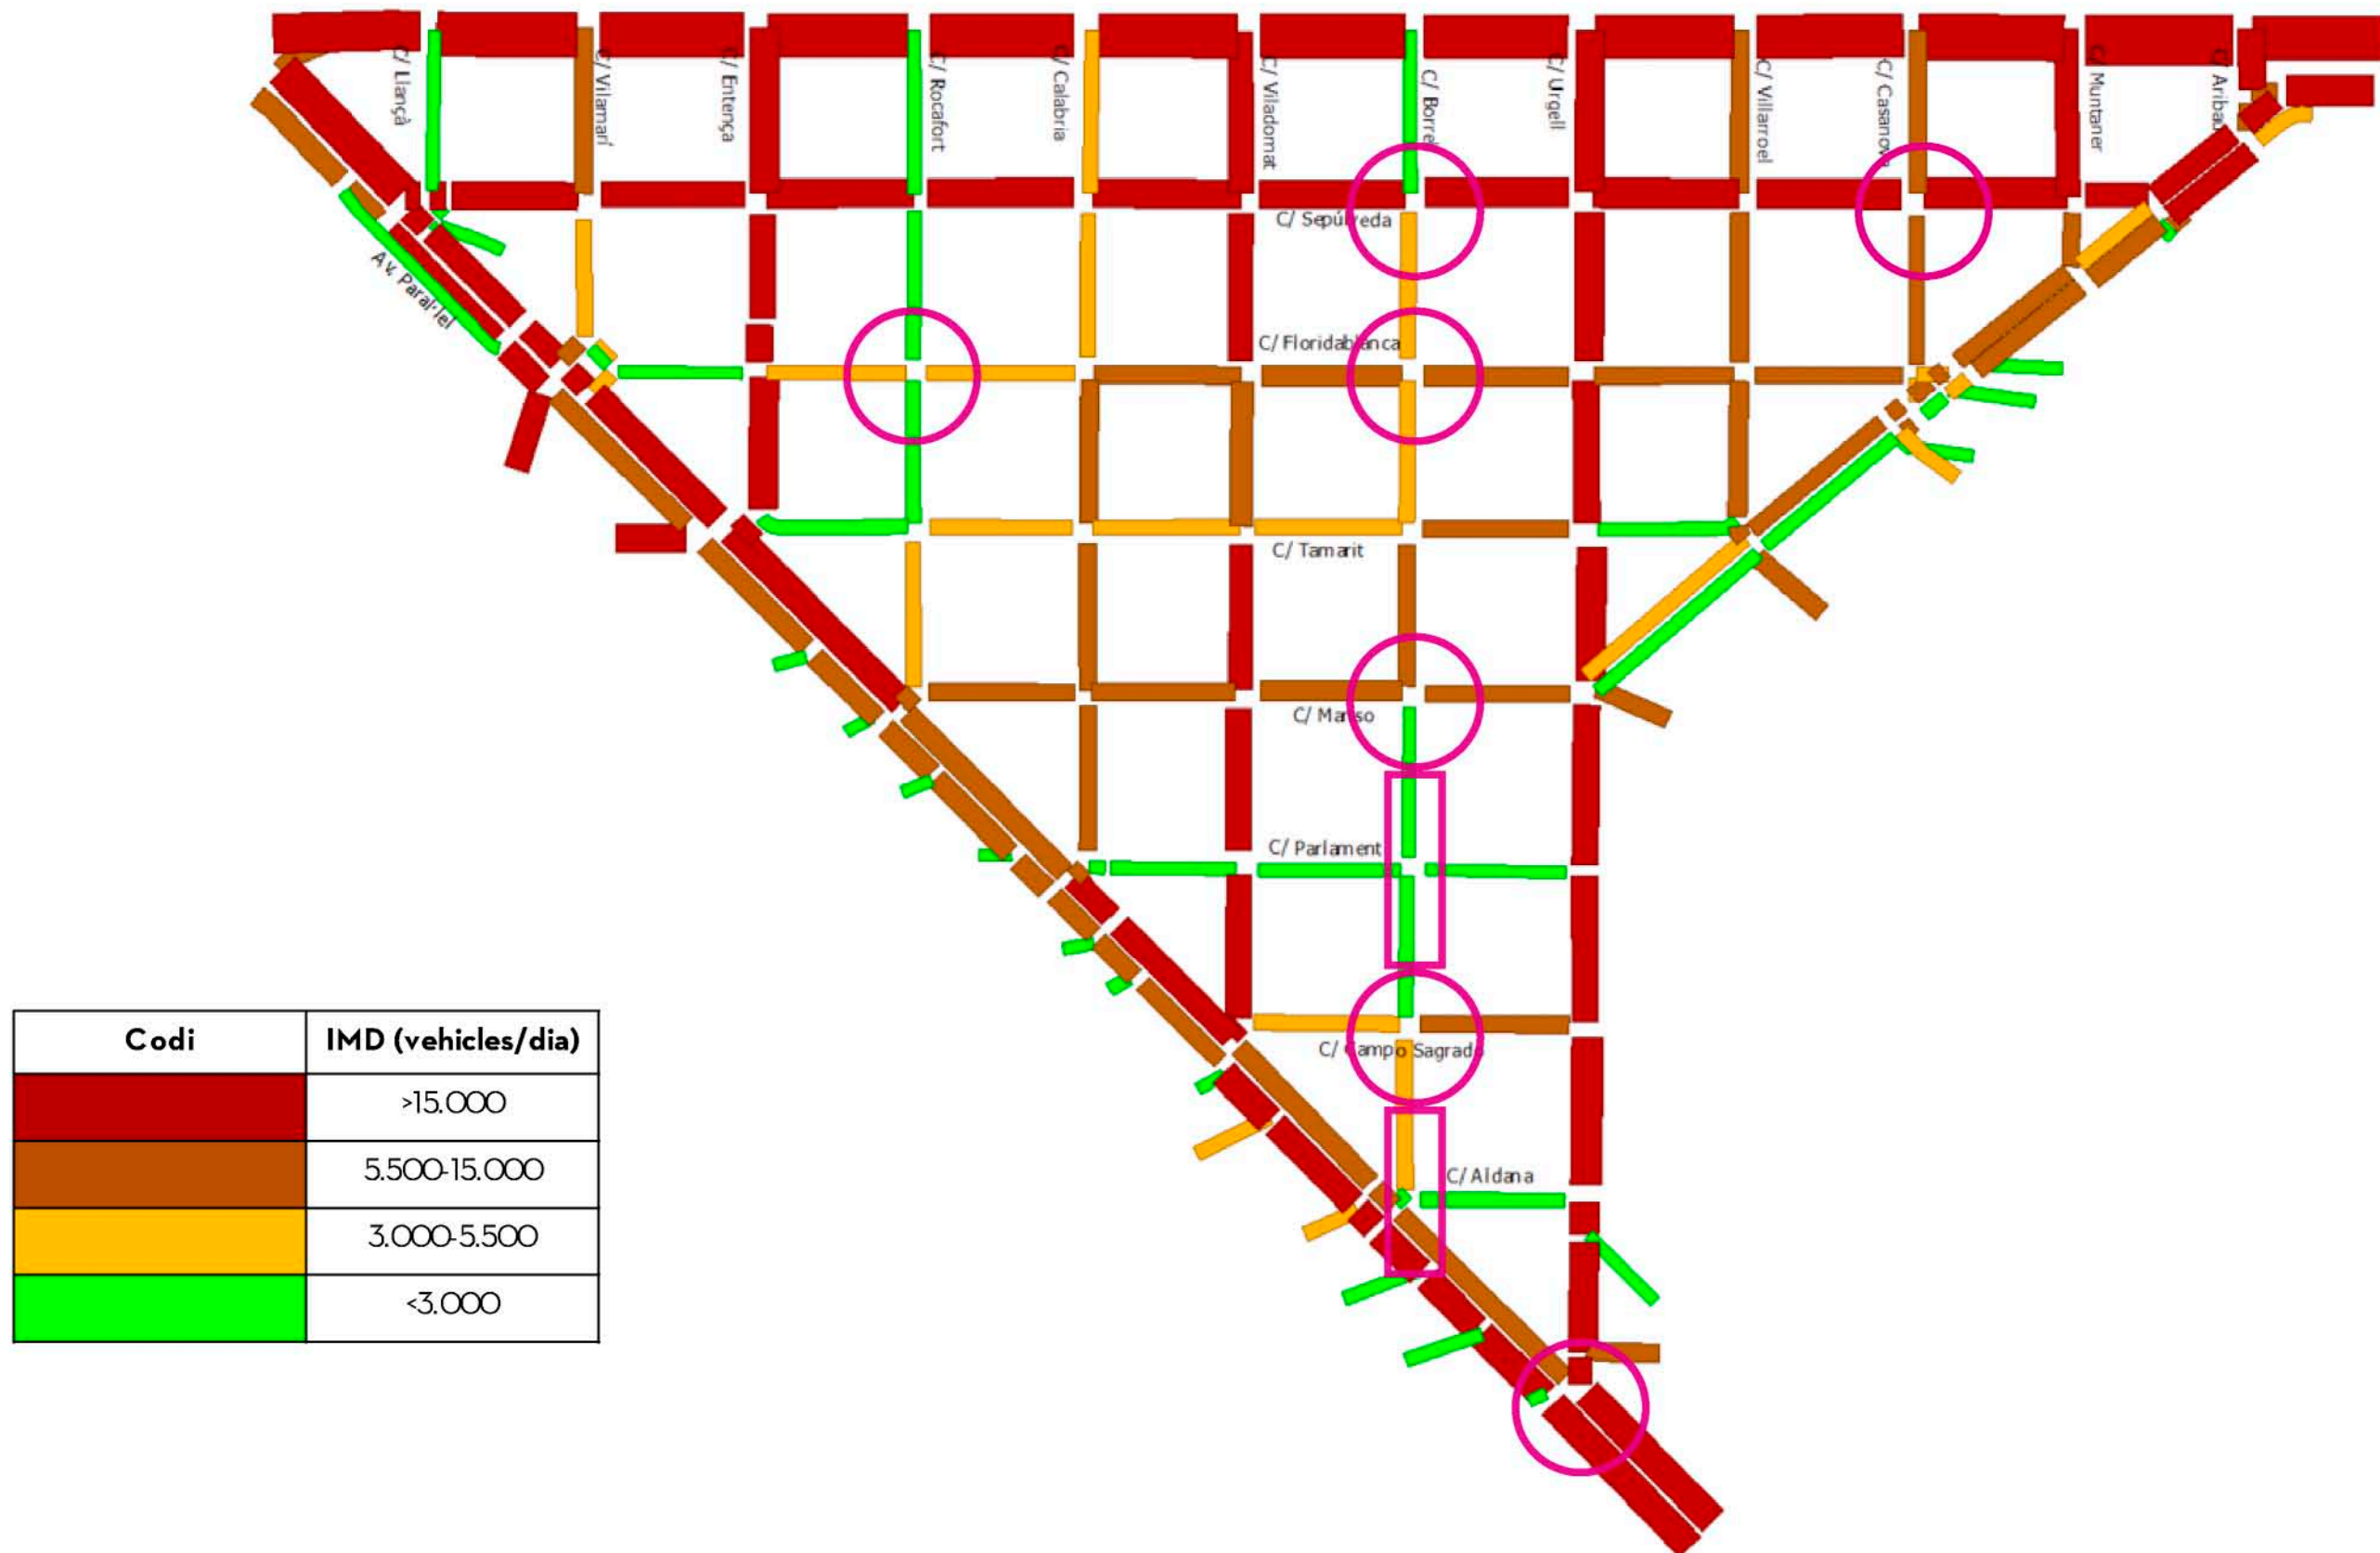 C/ Llançà
C/ Vilamarí
C/ Entença
C/ Rocafort
C/ Calabria
C/ Viladomat
C/ Borrell
C/ Urgell
C/ Villarroel
C/ Casanova
C/ Muntaner
C/ Aribau
C/ Sepúlveda
Av. Paral·lel
C/ Floridablanca
C/ Tamarit
C/ Manso
C/ Parlament
C/ Campo Sagrado
C/ Aldana
Codi IMD (vehicles/dia)
>15.000
5.500-15.000
3.000-5.500
<3.000